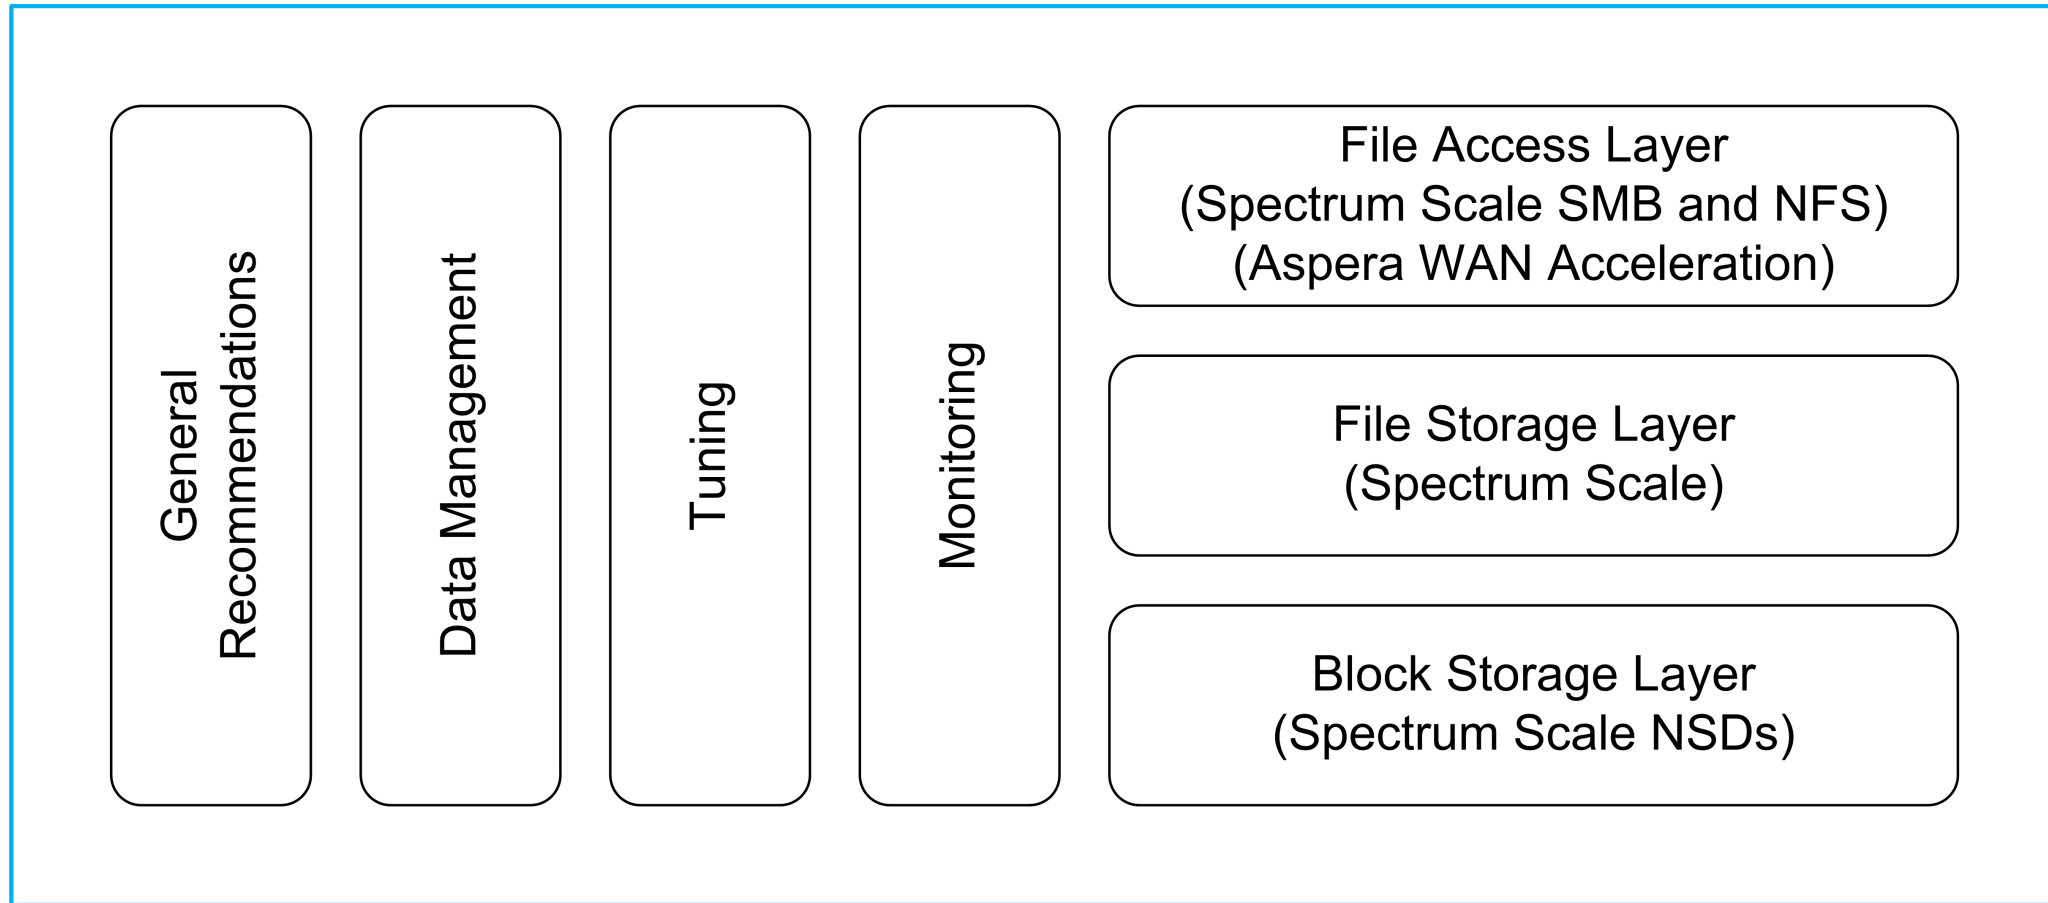 General
Recommendations
Data Management
Tuning
Monitoring
File Access Layer
(Spectrum Scale SMB and NFS)
(Aspera WAN Acceleration)
File Storage Layer
(Spectrum Scale)
Block Storage Layer
(Spectrum Scale NSDs)